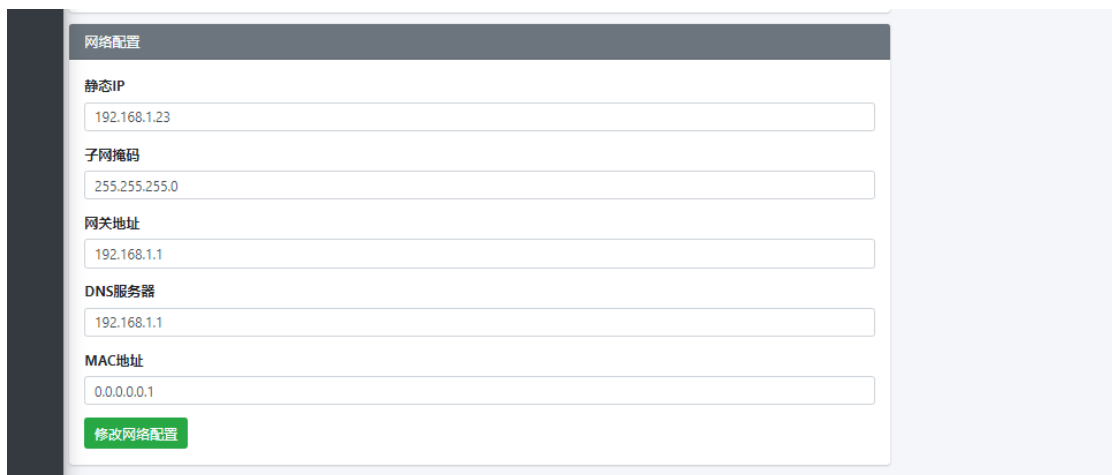 网络配置
静态IP
192.168.1.23
子网掩码
255.255.255.0
网关地址
192.168.1.1
DNS服务器
192.168.1.1
MAC地址
0.0.0.0.0.1
修改网络配置